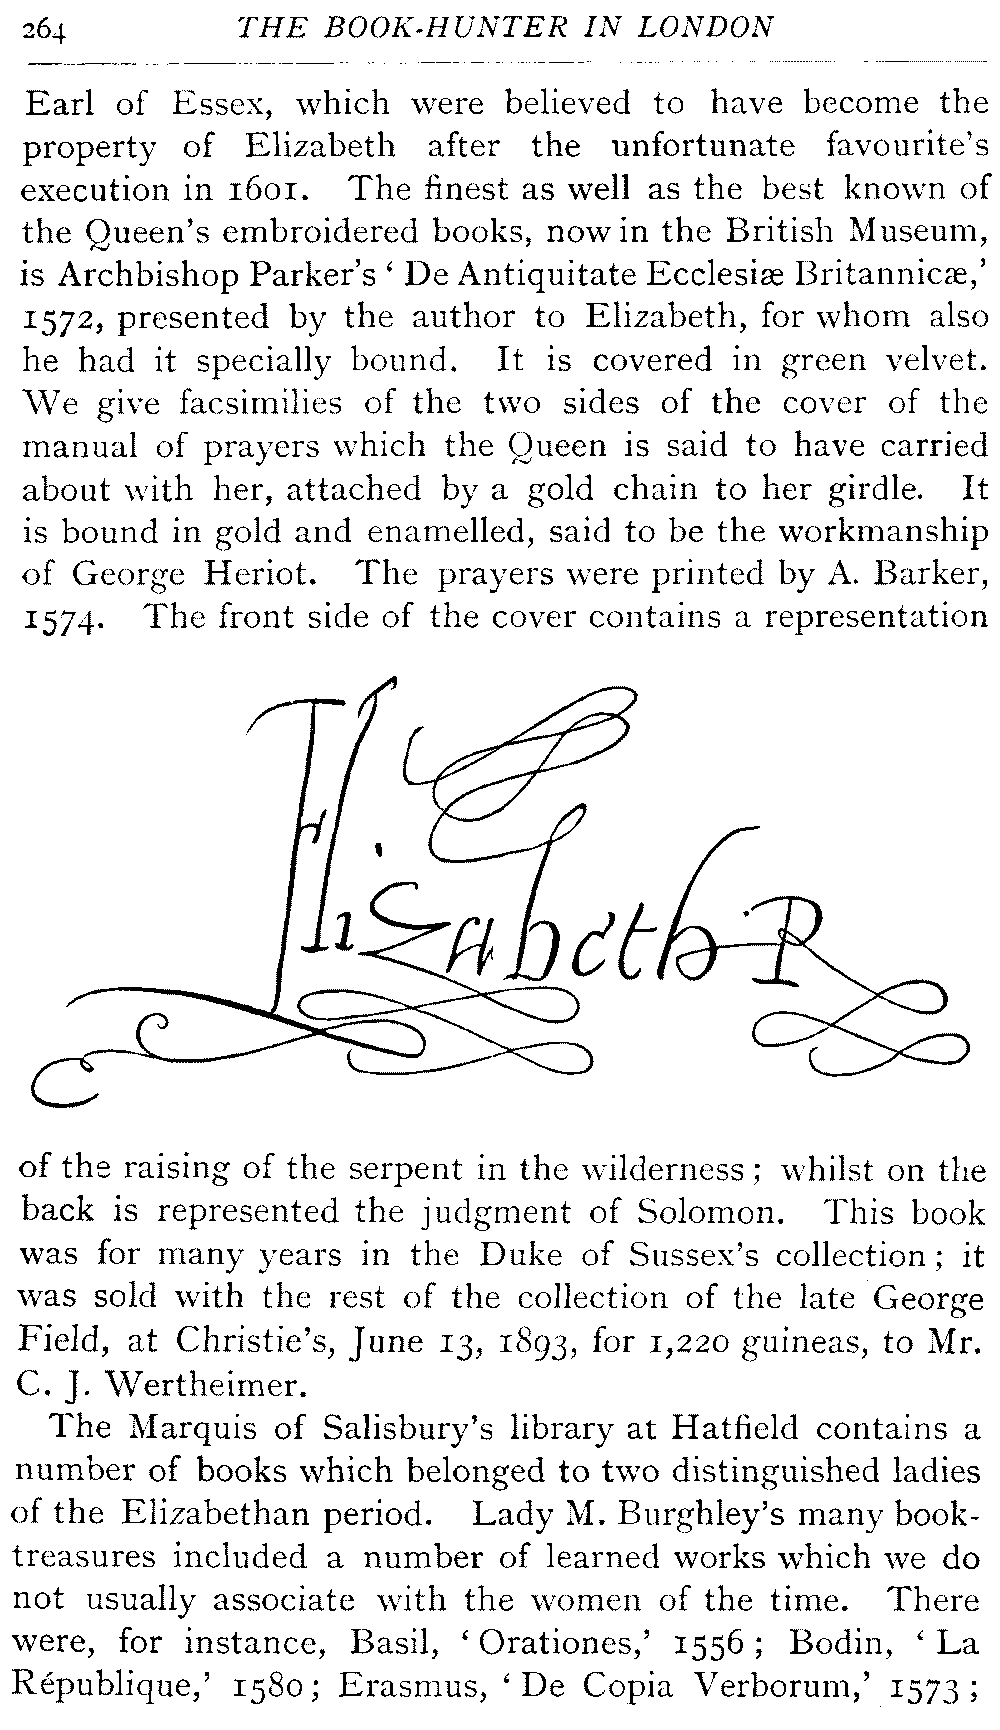 264 THE BOOK-HUNTER IN LONDON
Earl of Essex, which were believed to have become the
property of Elizabeth after the unfortunate favourite's
execution in 1601. The finest as well as the best known of
the Queen's embroidered books, now in the British Museum,
is Archbishop Parker's ‘ De Antiquitate Ecclesiæ Britannicæ,’
1572, presented by the author to Elizabeth, for whom also
he had it specially bound. It is covered in green velvet.
We give facsimilies of the two sides of the cover of the
manual of prayers which the Queen is said to have carried
about with her, attached by a gold chain to her girdle. It
is bound in gold and enamelled, said to be the workmanship
of George Heriot. The prayers were printed by A. Barker,
1574. The front side of the cover contains a representation
Elizabeth R
of the raising of the serpent in the wilderness; whilst on the
back is represented the judgment of Solomon. This book
was for many years in the Duke of Sussex's collection; it
was sold with the rest of the collection of the late George
Field, at Christie's, June 13, 1893, for 1,220 guineas, to Mr.
C. J. Wertheimer.
The Marquis of Salisbury's library at Hatfield contains a
number of books which belonged to two distinguished ladies
of the Elizabethan period. Lady M. Burghley's many book-
treasures included a number of learned works which we do
not usually associate with the women of the time. There
were, for instance, Basil, ‘ Orationes,’ 1556; Bodin, ‘ La
République,’ 1580; Erasmus, ‘ De Copia Verborum,’ 1573;